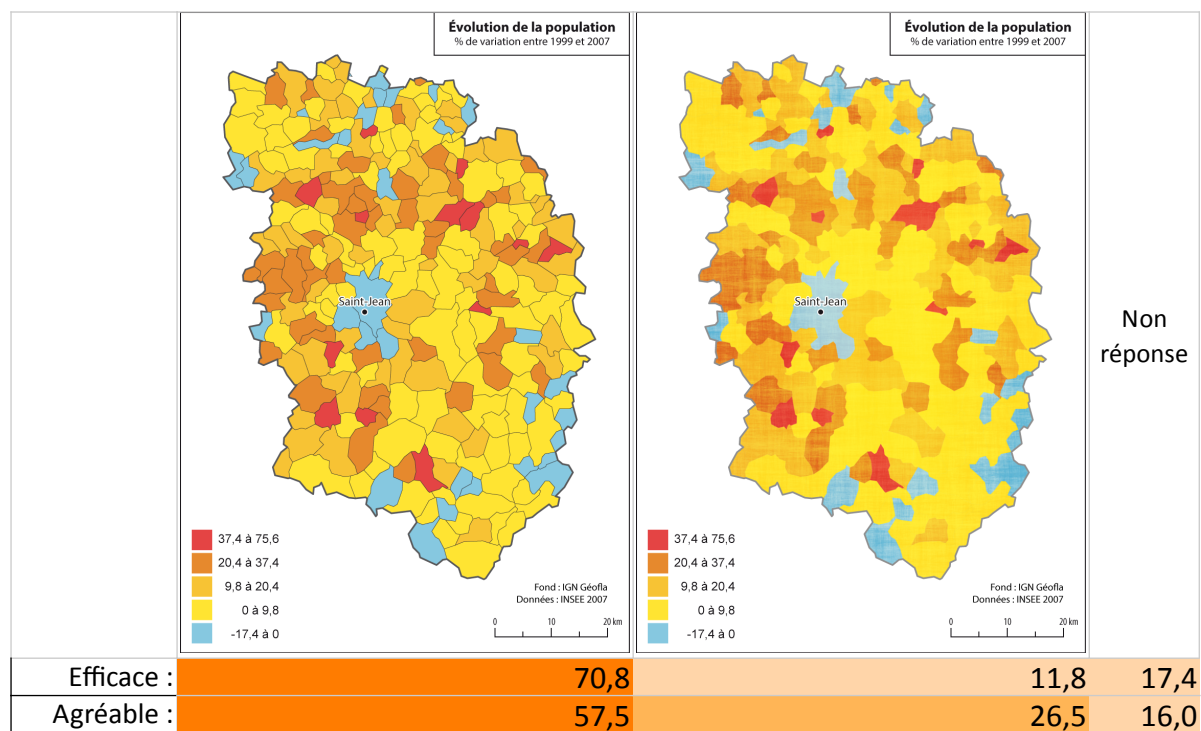 Évolution de la population
% de variation entre 1999 et 2007
Saint-Jean
37,4 à 75,6
20,4 à 37,4
9,8 à 20,4
0 à 9,8
-17,4 à 0
Fond : IGN Géofla
Données : INSEE 2007
0 10 20 km
Évolution de la population
% de variation entre 1999 et 2007
Saint-Jean
37,4 à 75,6
20,4 à 37,4
9,8 à 20,4
0 à 9,8
-17,4 à 0
Fond : IGN Géofla
Données : INSEE 2007
0 10 20 km
Non
réponse
Efficace : 70,8 11,8 17,4
Agréable : 57,5 26,5 16,0